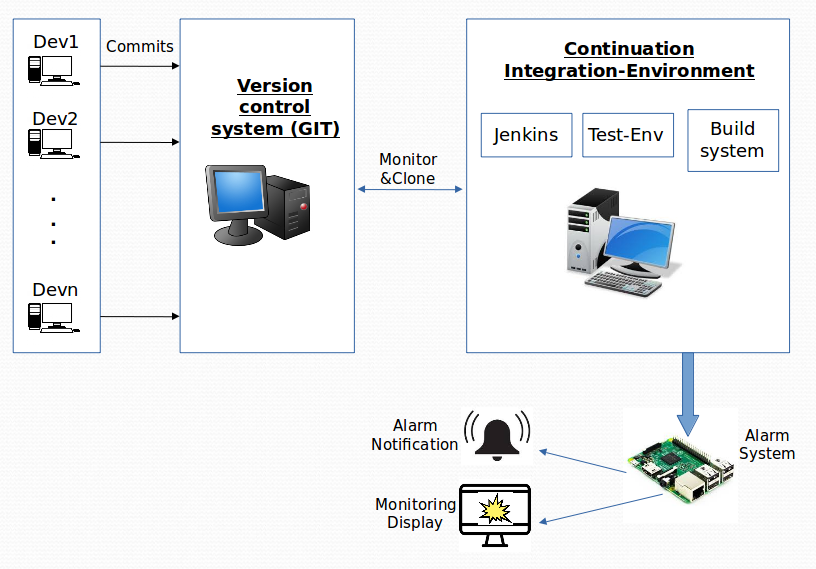 Dev1
Commits
Dev2
.
.
.
Devn
Version
control
system (GIT)
Monitor
&Clone
Continuation
Integration-Environment
Jenkins
Test-Env
Build
system
Alarm
Notification
Alarm
System
Monitoring
Display